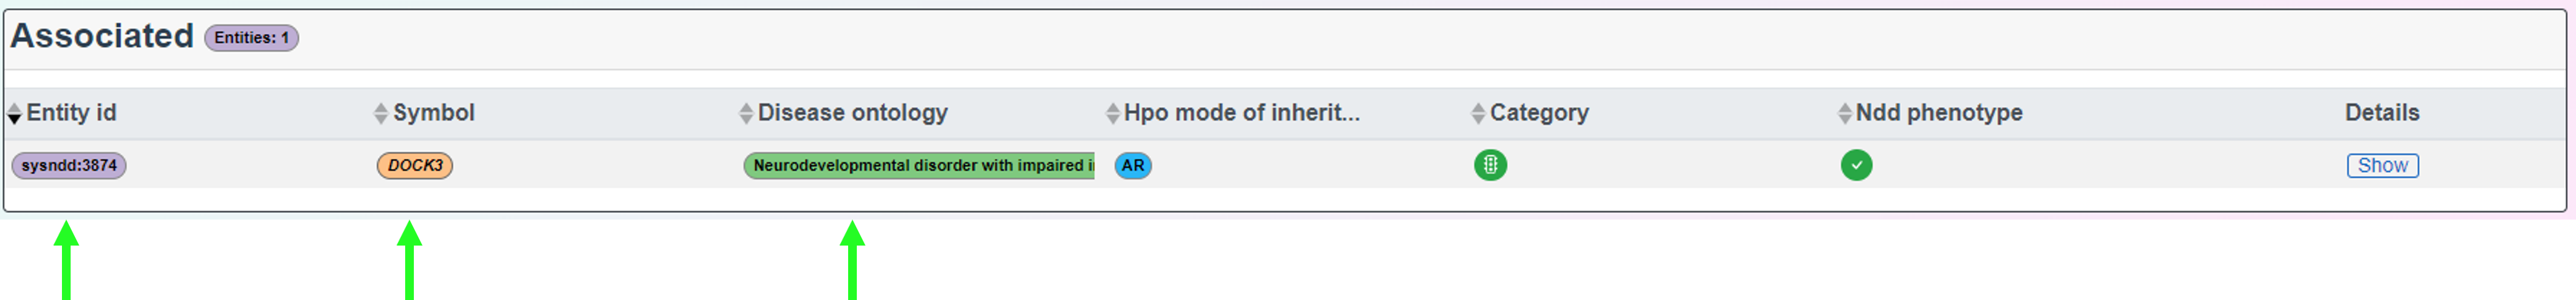 Associated Entities: 1
Entity id Symbol Disease ontology Hpo mode of inherit... Category Ndd phenotype Details
sysndd:3874 DOCK3 Neurodevelopmental disorder with impaired AR Show